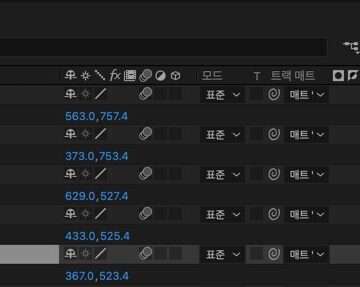 fx 모드 T 트랙 매트
표준 매트
563.0,757.4
표준 매트
373.0,753.4
표준 매트
629.0,527.4
표준 매트
433.0,525.4
표준 매트
367.0,523.4